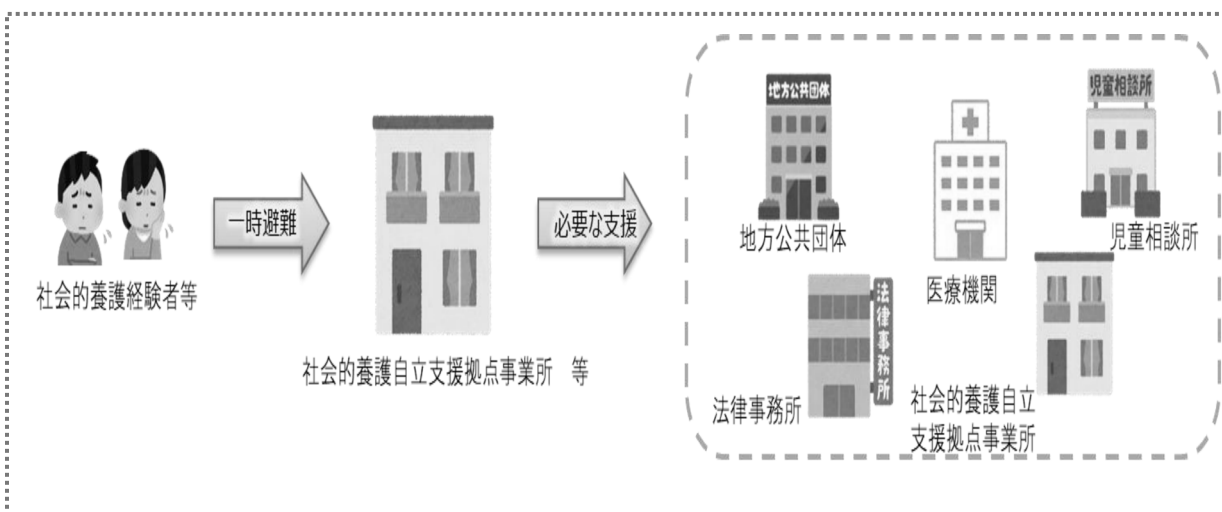 社会的養護経験者等
一時避難
社会的養護自立支援拠点事業所　等
必要な支援
地方公共団体
地方公共団体
医療機関
児童相談所
児童相談所
法律事務所
法律事務所
社会的養護自立
支援拠点事業所